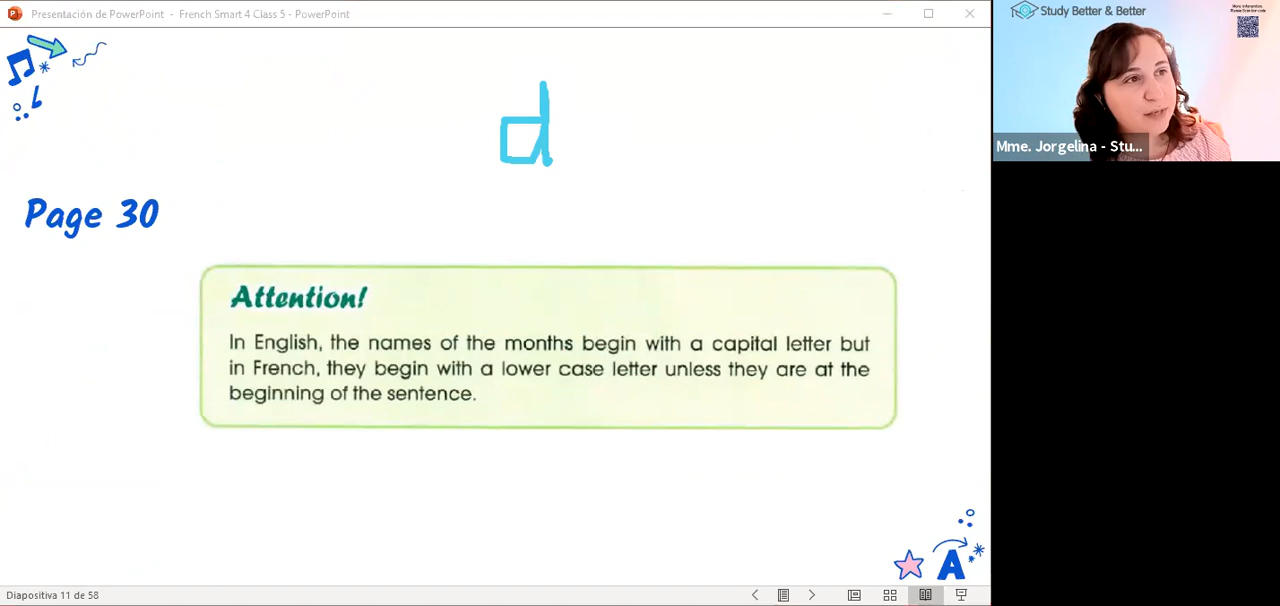 Presentación de PowerPoint - French Smart 4 Class 5 - PowerPoint
Study Better & Better
Mme. Jorgelina - Stu...
d
Page 30
Attention!
In English, the names of the months begin with a capital letter but
in French, they begin with a lower case letter unless they are at the
beginning of the sentence.
A
Diapositiva 11 de 58